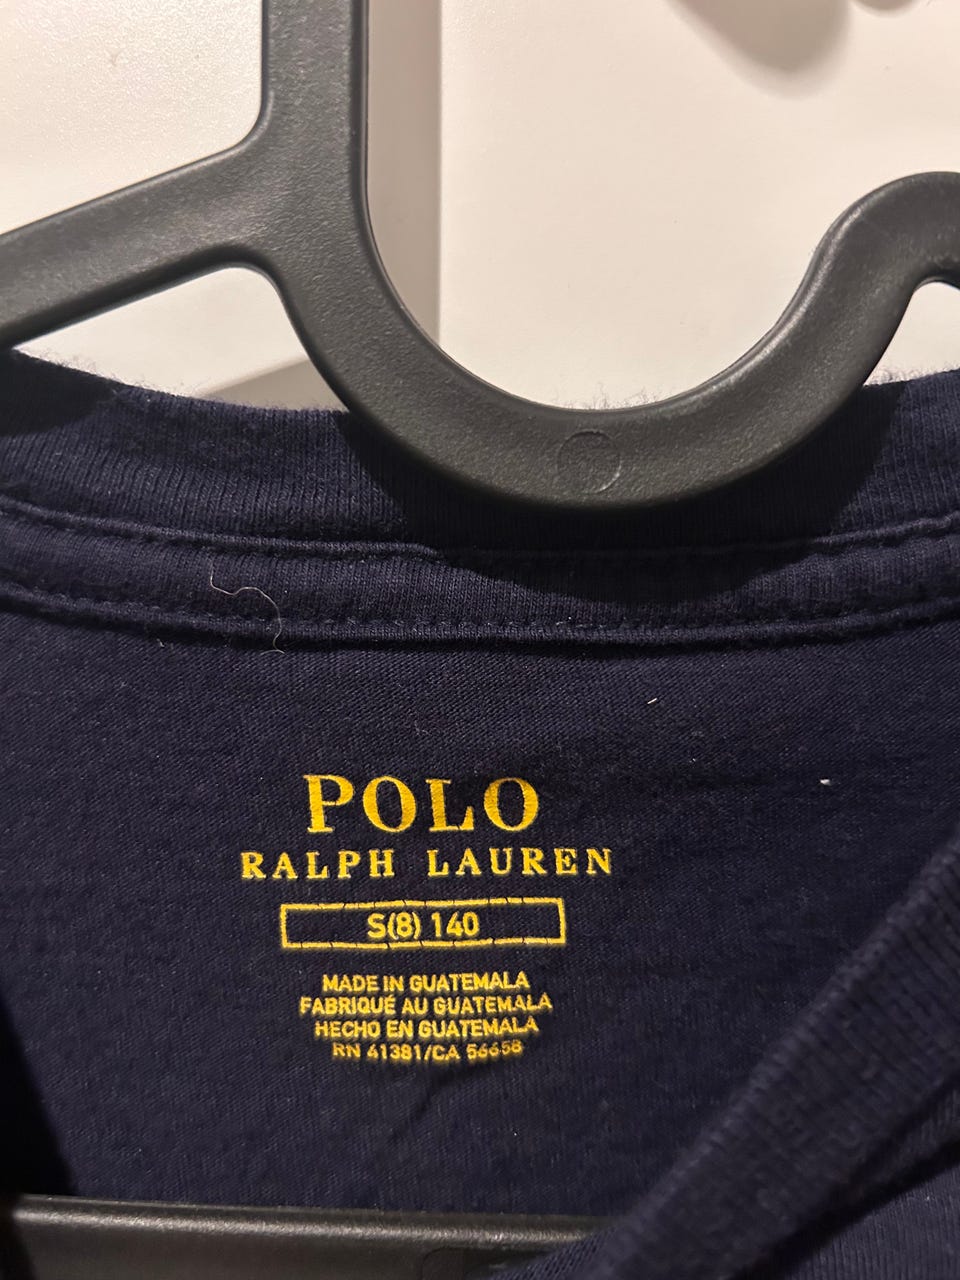 POLO
RALPH LAUREN
S(8) 140
MADE IN GUATEMALA
FABRIQUÉ AU GUATEMALA
HECHO EN GUATEMALA
RN 41381/CA 56658